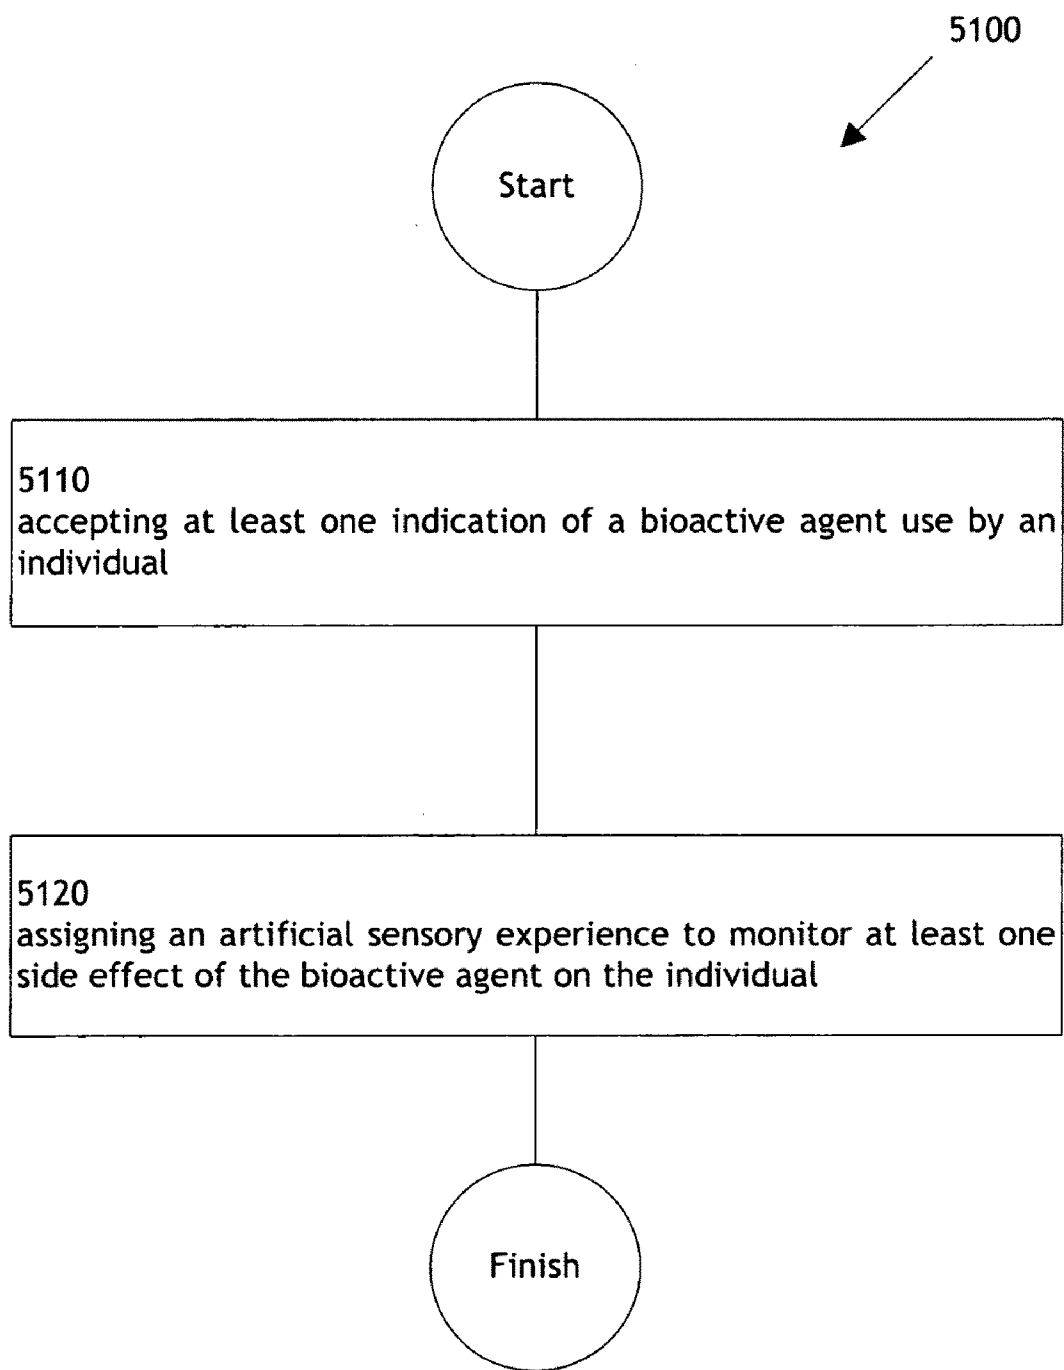 5100
Start
5110
accepting at least one indication of a bioactive agent use by an
individual
5120
assigning an artificial sensory experience to monitor at least one
side effect of the bioactive agent on the individual
Finish